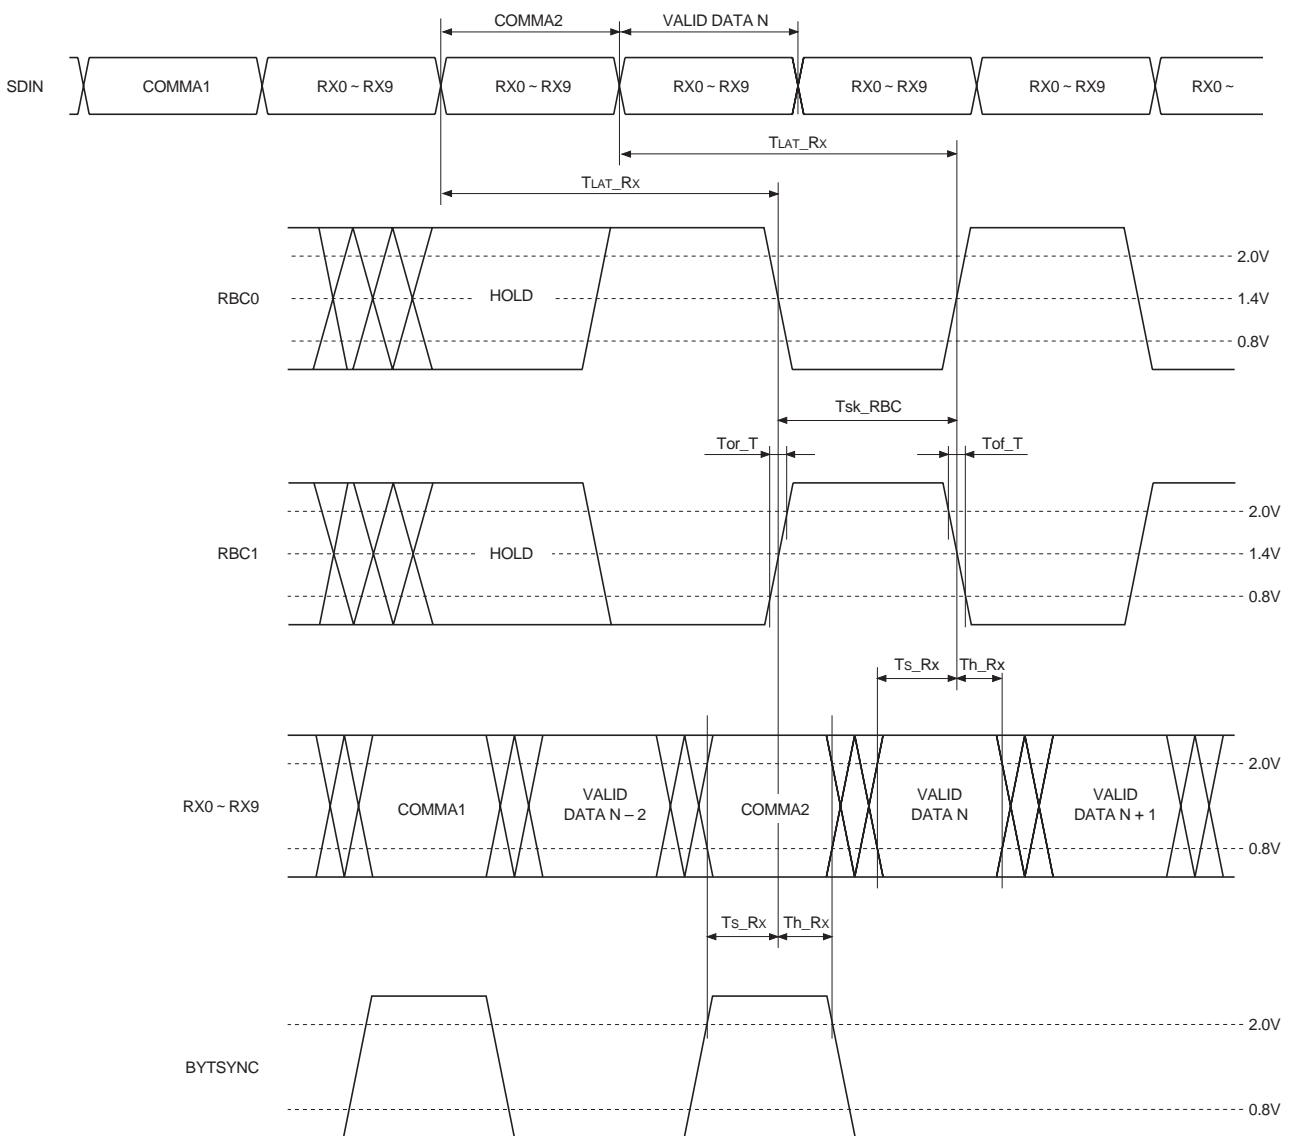 COMMA2 VALID DATA N
SDIN COMMA1 RX0 ~ RX9 RX0 ~ RX9 RX0 ~ RX9 RX0 ~ RX9 RX0 ~ RX9 RX0 ~
TLAT_RX
TLAT_RX
2.0V
RBC0 HOLD 1.4V
0.8V
Tsk_RBC
Tor_T Tof_T
2.0V
RBC1 HOLD 1.4V
0.8V
Ts_Rx Th_Rx
2.0V
RX0 ~ RX9 COMMA1 VALID DATA N – 2 COMMA2 VALID DATA N VALID DATA N + 1
0.8V
Ts_Rx Th_Rx
2.0V
BYTSYNC
0.8V